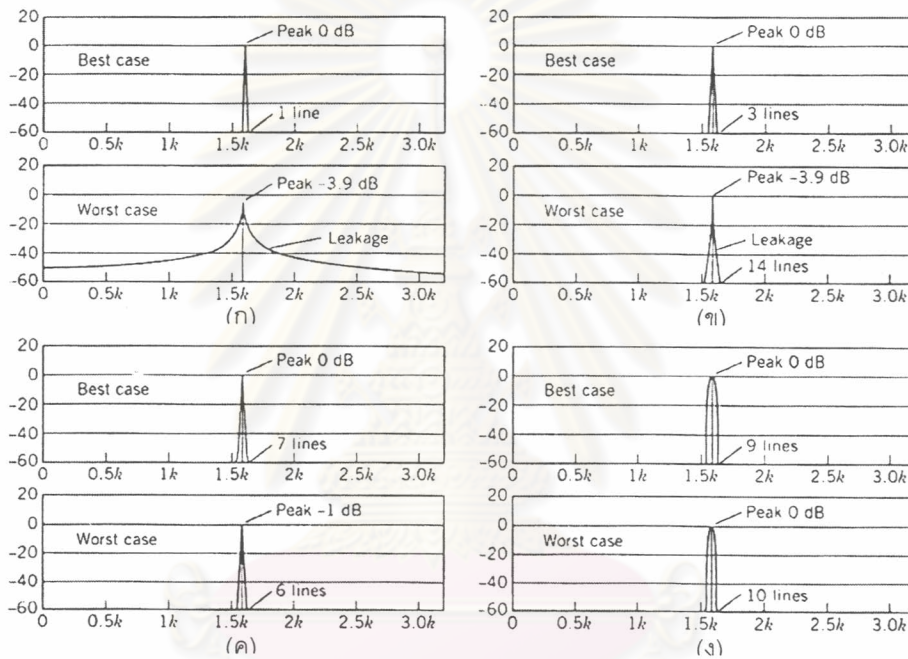 20
0
-20
-40
-60
Best case
Peak 0 dB
1 line
0 0.5k 1k 1.5k 2k 2.5k 3.0k
20
0
-20
-40
-60
Worst case
Peak -3.9 dB
Leakage
0 0.5k 1k 1.5k 2k 2.5k 3.0k
(ก)
20
0
-20
-40
-60
Best case
Peak 0 dB
3 lines
0 0.5k 1k 1.5k 2k 2.5k 3.0k
20
0
-20
-40
-60
Worst case
Peak -3.9 dB
Leakage
14 lines
0 0.5k 1k 1.5k 2k 2.5k 3.0k
(ข)
20
0
-20
-40
-60
Best case
Peak 0 dB
7 lines
0 0.5k 1k 1.5k 2k 2.5k 3.0k
20
0
-20
-40
-60
Worst case
Peak -1 dB
6 lines
0 0.5k 1k 1.5k 2k 2.5k 3.0k
(ค)
20
0
-20
-40
-60
Best case
Peak 0 dB
9 lines
0 0.5k 1k 1.5k 2k 2.5k 3.0k
20
0
-20
-40
-60
Worst case
Peak 0 dB
10 lines
0 0.5k 1k 1.5k 2k 2.5k 3.0k
(ง)